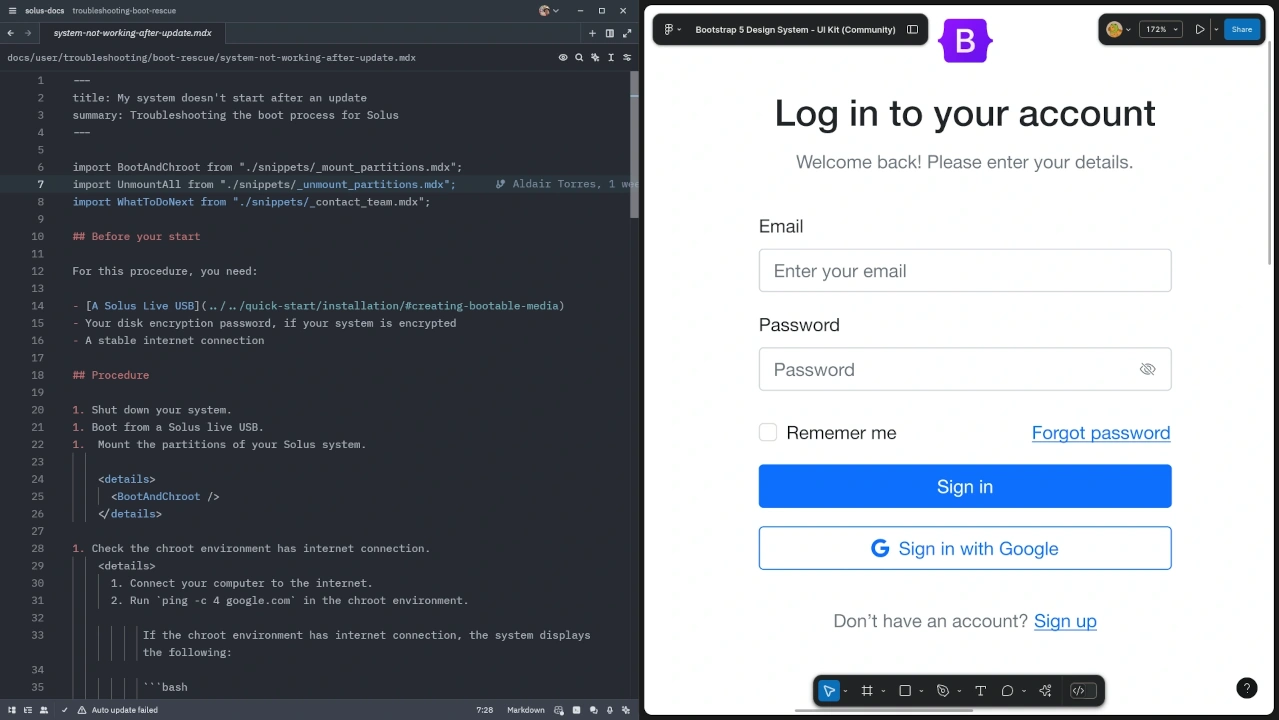 solus-docs troubleshooting-boot-rescue
system-not-working-after-update.mdx
docs/user/troubleshooting/boot-rescue/system-not-working-after-update.mdx
1 ---
2 title: My system doesn't start after an update
3 summary: Troubleshooting the boot process for Solus
4 ---
5
6 import BootAndChroot from "./snippets/_mount_partitions.mdx";
7 import UnmountAll from "./snippets/_unmount_partitions.mdx"; Aldair Torres, 1 wee
8 import WhatToDoNext from "./snippets/_contact_team.mdx";
9
10 ## Before your start
11
12 For this procedure, you need:
13
14 - [A Solus Live USB](../../quick-start/installation/#creating-bootable-media)
15 - Your disk encryption password, if your system is encrypted
16 - A stable internet connection
17
18 ## Procedure
19
20 1. Shut down your system.
21 1. Boot from a Solus live USB.
22 1.  Mount the partitions of your Solus system.
23
24 <details>
25 <BootAndChroot />
26 </details>
27
28 1. Check the chroot environment has internet connection.
29 <details>
30 1. Connect your computer to the internet.
31 2. Run `ping -c 4 google.com` in the chroot environment.
32
33 If the chroot environment has internet connection, the system displays
the following:
34
35 ```bash
Auto update failed 7:28 Markdown
Bootstrap 5 Design System - UI Kit (Community)
172% Share
B
Log in to your account
Welcome back! Please enter your details.
Email
Enter your email
Password
Password
Rememer me Forgot password
Sign in
G Sign in with Google
Don't have an account? Sign up
?